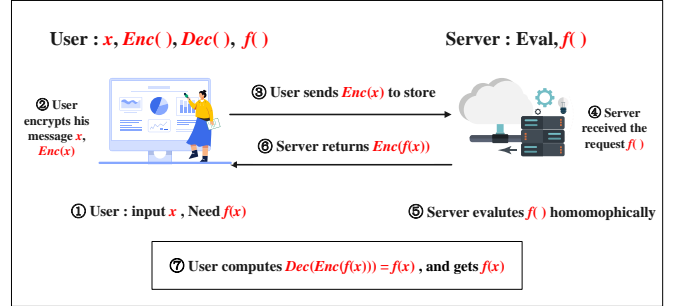 User : x, Enc( ), Dec( ), f( )
Server : Eval, f( )
② User
encrypts his
message x,
Enc(x)
③ User sends Enc(x) to store
④ Server
received the
request f( )
⑥ Server returns Enc(f(x))
① User : input x , Need f(x)
⑤ Server evalutes f( ) homomophically
⑦ User computes Dec(Enc(f(x))) = f(x) , and gets f(x)